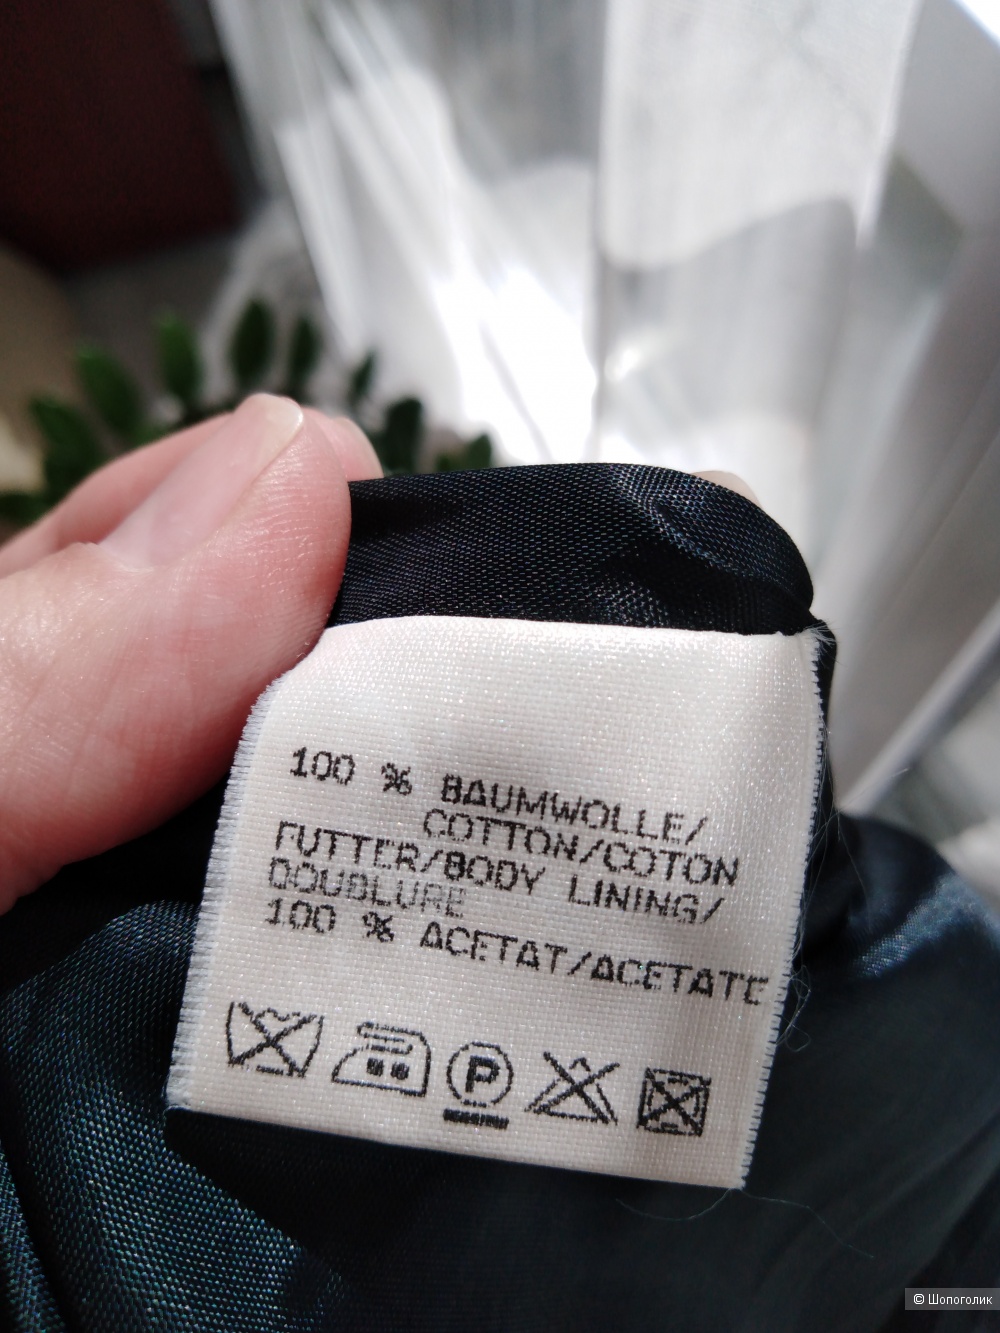 100 % BAUMWOLLE/
COTTON/COTON
FUTTER/BODY LINING/
DOUBLURE
100 % ACETAT/ACETATE
P
© Шопоголик